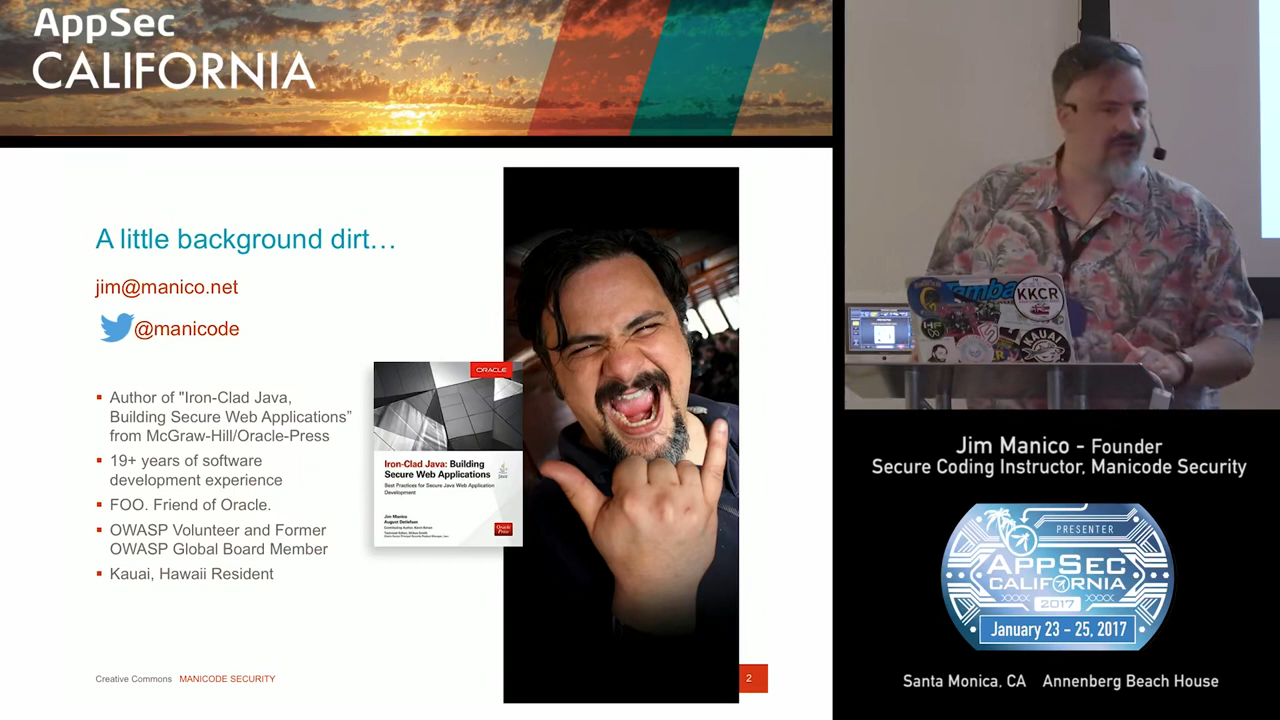 AppSec
CALIFORNIA
A little background dirt…
jim@manico.net
@manicode
▪ Author of "Iron-Clad Java,
Building Secure Web Applications”
from McGraw-Hill/Oracle-Press
▪ 19+ years of software
development experience
▪ FOO. Friend of Oracle.
▪ OWASP Volunteer and Former
OWASP Global Board Member
▪ Kauai, Hawaii Resident
ORACLE
Iron-Clad Java: Building
Secure Web Applications
Best Practices for Secure Java Web Application
Development
Jim Manico
August Detlefsen
Oracle
Press
Creative Commons MANICODE SECURITY
2
KKCR
KAUAI
Jim Manico - Founder
Secure Coding Instructor, Manicode Security
PRESENTER
APPSEC
CALIFORNIA
2017
January 23 - 25, 2017
Santa Monica, CA Annenberg Beach House